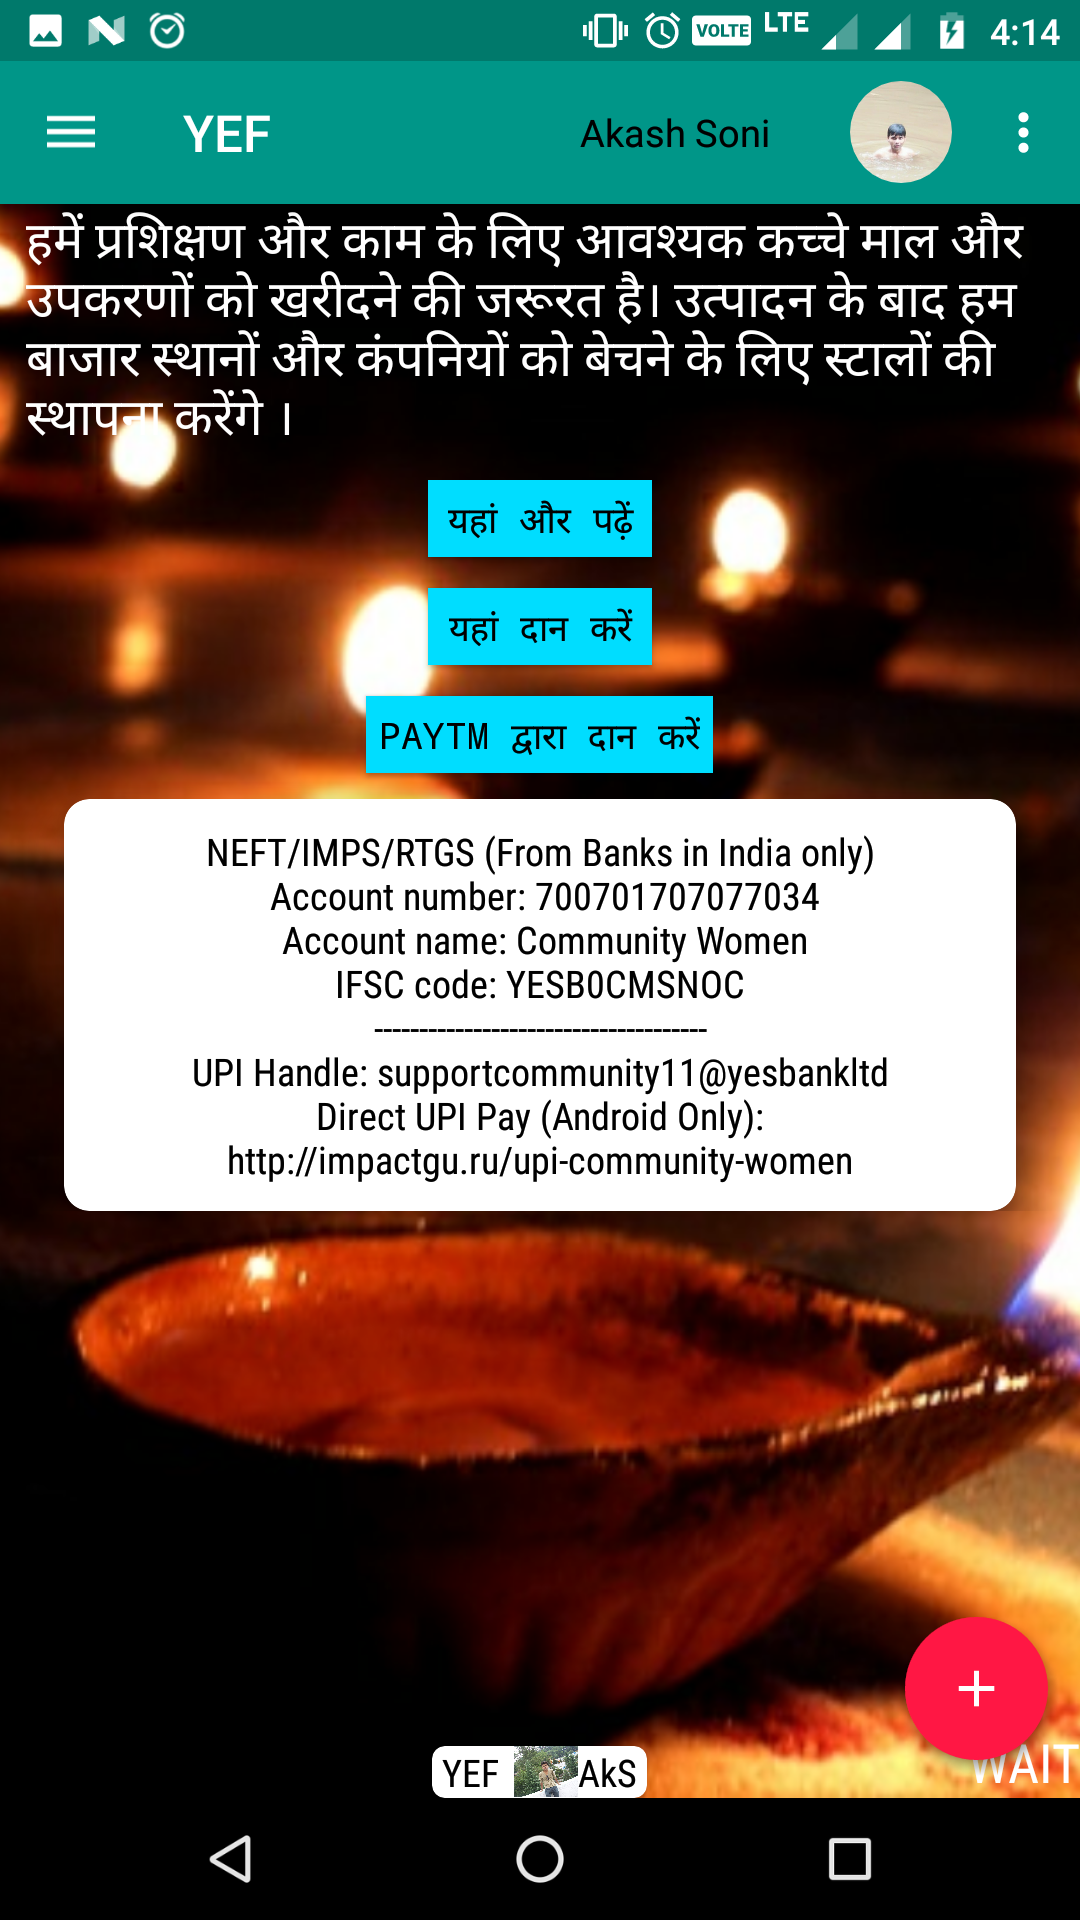 VOLTE LTE 4:14
YEF Akash Soni
हमें प्रशिक्षण और काम के लिए आवश्यक कच्चे माल और
उपकरणों को खरीदने की जरूरत है। उत्पादन के बाद हम
बाजार स्थानों और कंपनियों को बेचने के लिए स्टालों की
स्थापना करेंगे ।
यहां और पढ़ें
यहां दान करें
PAYTM द्वारा दान करें
NEFT/IMPS/RTGS (From Banks in India only)
Account number: 700701707077034
Account name: Community Women
IFSC code: YESB0CMSNOC
-------------------------------------
UPI Handle: supportcommunity11@yesbankltd
Direct UPI Pay (Android Only):
http://impactgu.ru/upi-community-women
WAIT
YEF AkS